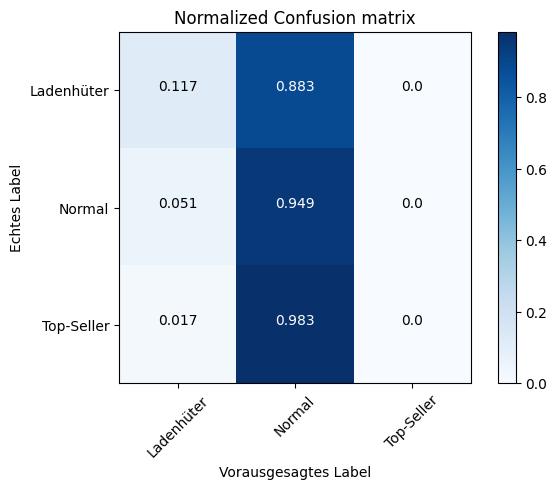 Normalized Confusion matrix
Echtes Label
Ladenhüter 0.117 0.883 0.0
Normal 0.051 0.949 0.0
Top-Seller 0.017 0.983 0.0
Ladenhüter Normal Top-Seller
Vorausgesagtes Label
0.8
0.6
0.4
0.2
0.0